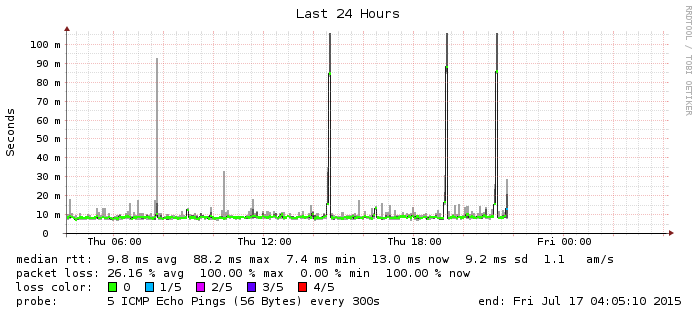 Last 24 Hours
RRDTOOL / TOBI OETIKER
Seconds
100 m
90 m
80 m
70 m
60 m
50 m
40 m
30 m
20 m
10 m
0
Thu 06:00 Thu 12:00 Thu 18:00 Fri 00:00
median rtt: 9.8 ms avg 88.2 ms max 7.4 ms min 13.0 ms now 9.2 ms sd 1.1 am/s
packet loss: 26.16 % avg 100.00 % max 0.00 % min 100.00 % now
loss color: 0 1/5 2/5 3/5 4/5
probe: 5 ICMP Echo Pings (56 Bytes) every 300s end: Fri Jul 17 04:05:10 2015